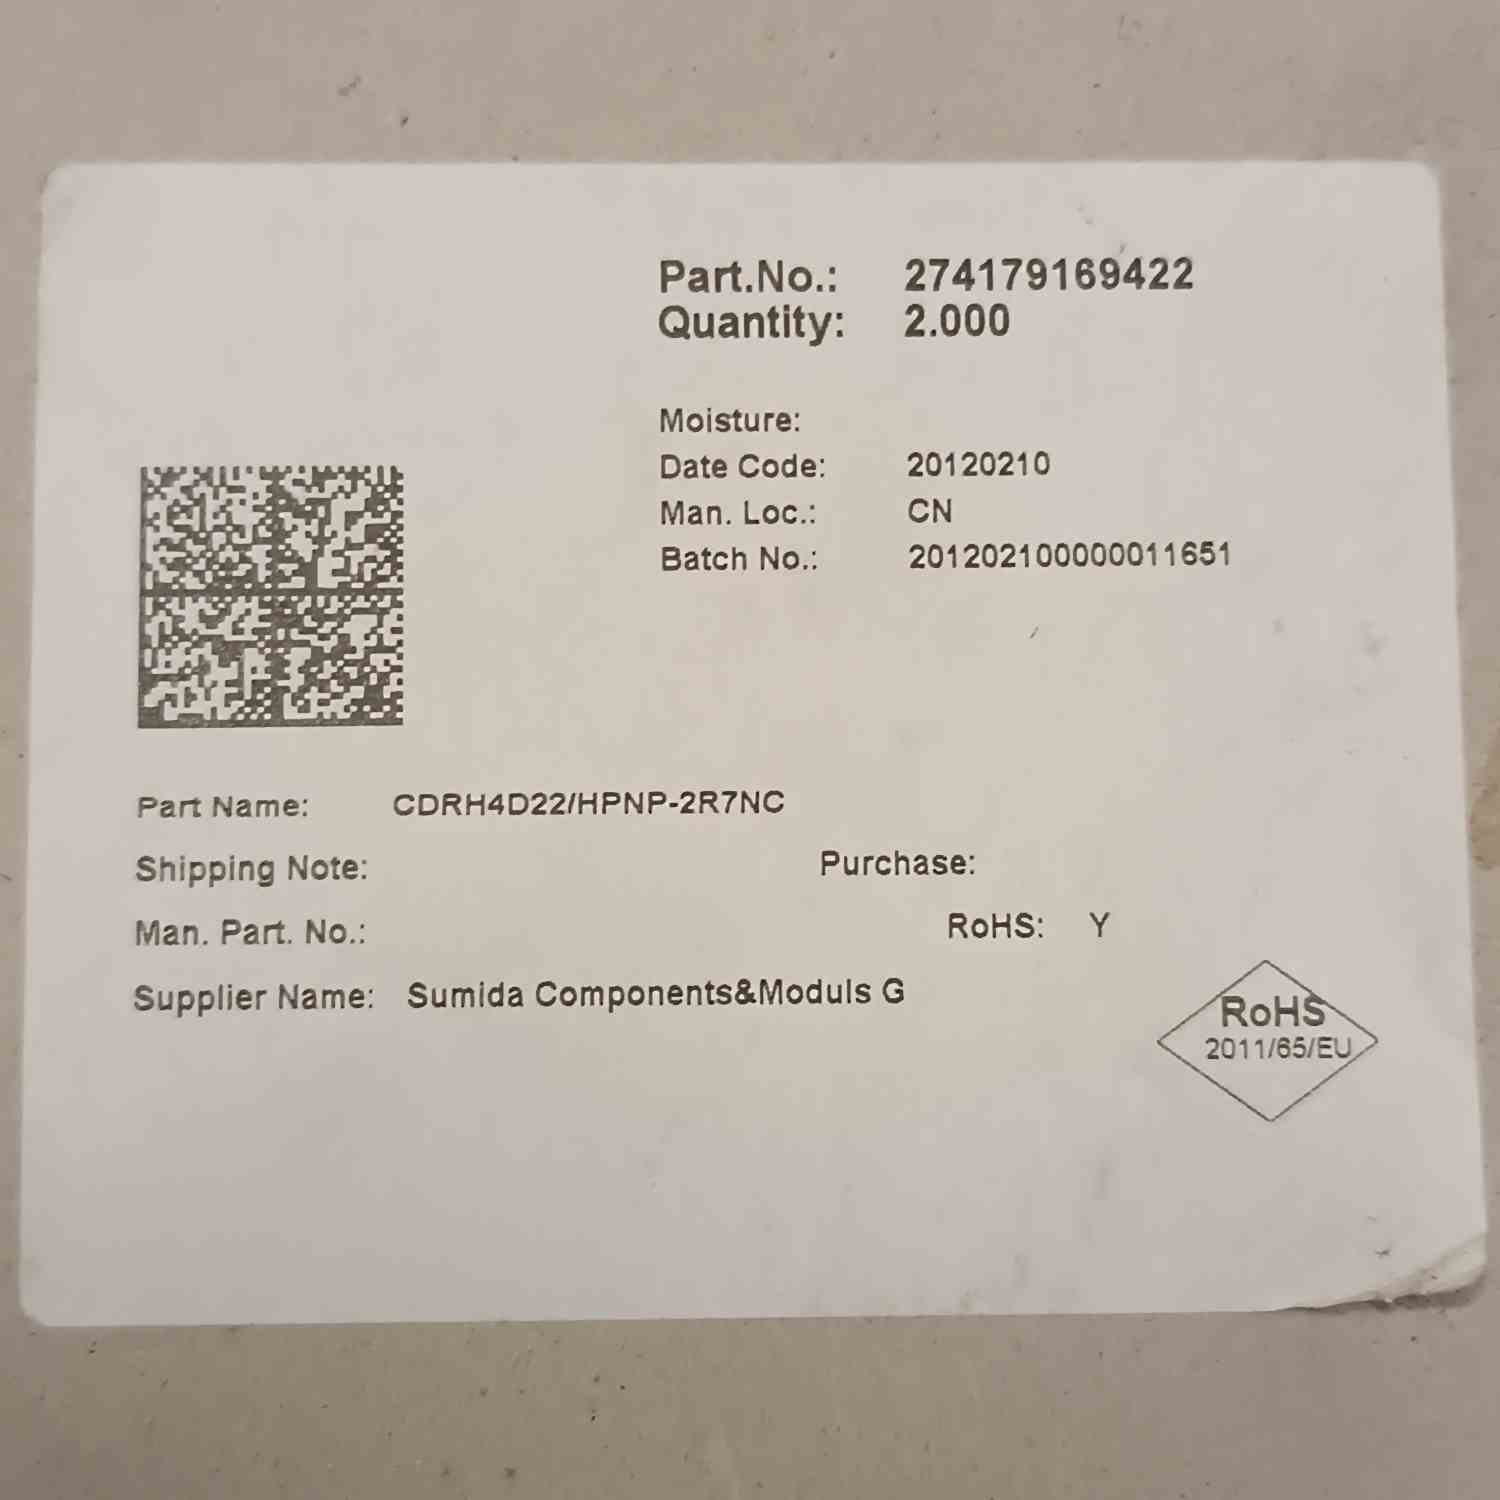 Part.No.: 274179169422
Quantity: 2.000
Moisture:
Date Code: 20120210
Man. Loc.: CN
Batch No.: 201202100000011651
Part Name: CDRH4D22/HPNP-2R7NC
Shipping Note:
Purchase:
Man. Part. No.:
RoHS: Y
Supplier Name: Sumida Components&Moduls G
RoHS
2011/65/EU